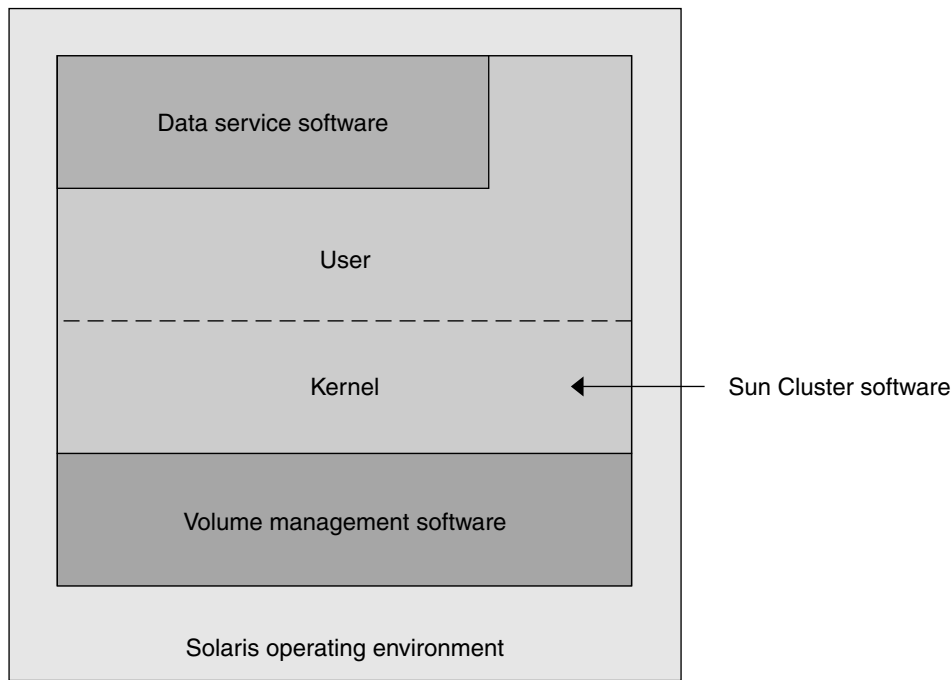 Data service software
User
Kernel
Sun Cluster software
Volume management software
Solaris operating environment